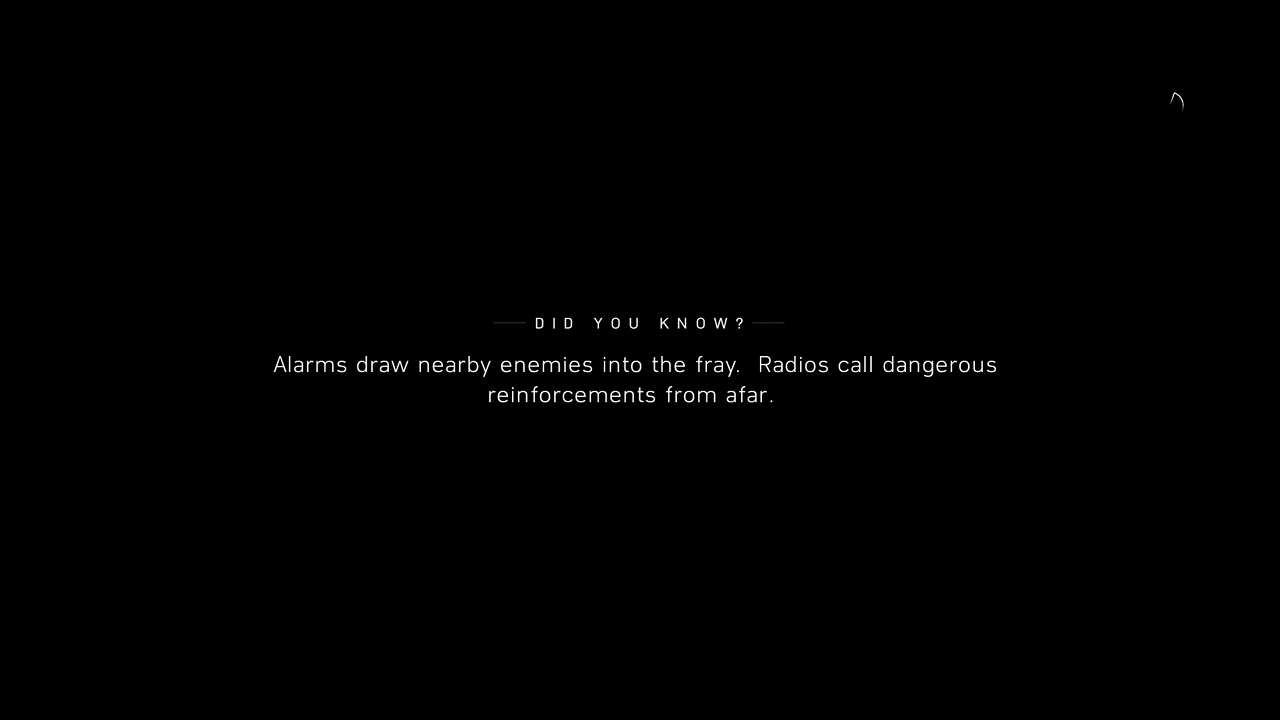 DID YOU KNOW?
Alarms draw nearby enemies into the fray.  Radios call dangerous
reinforcements from afar.